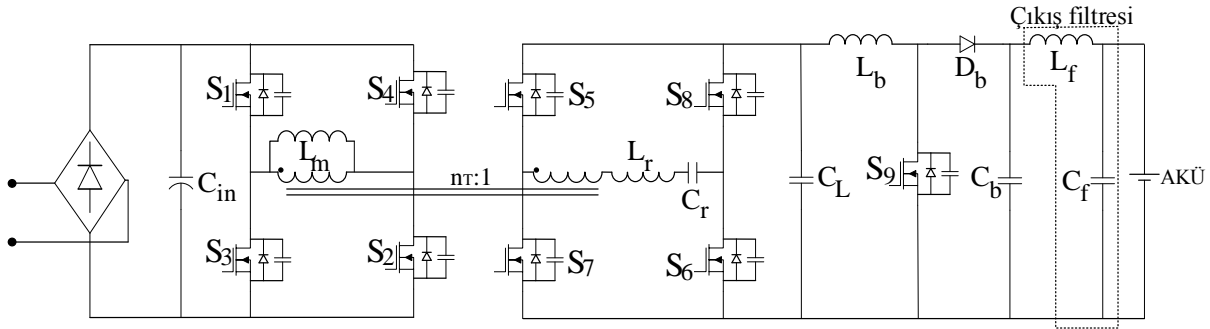 Çıkış filtresi
S1
S4
S5
S8
Lb
Db
Lf
Lm
Lr
Cin
nT:1
Cr
CL
S9
Cb
Cf
AKÜ
S3
S2
S7
S6